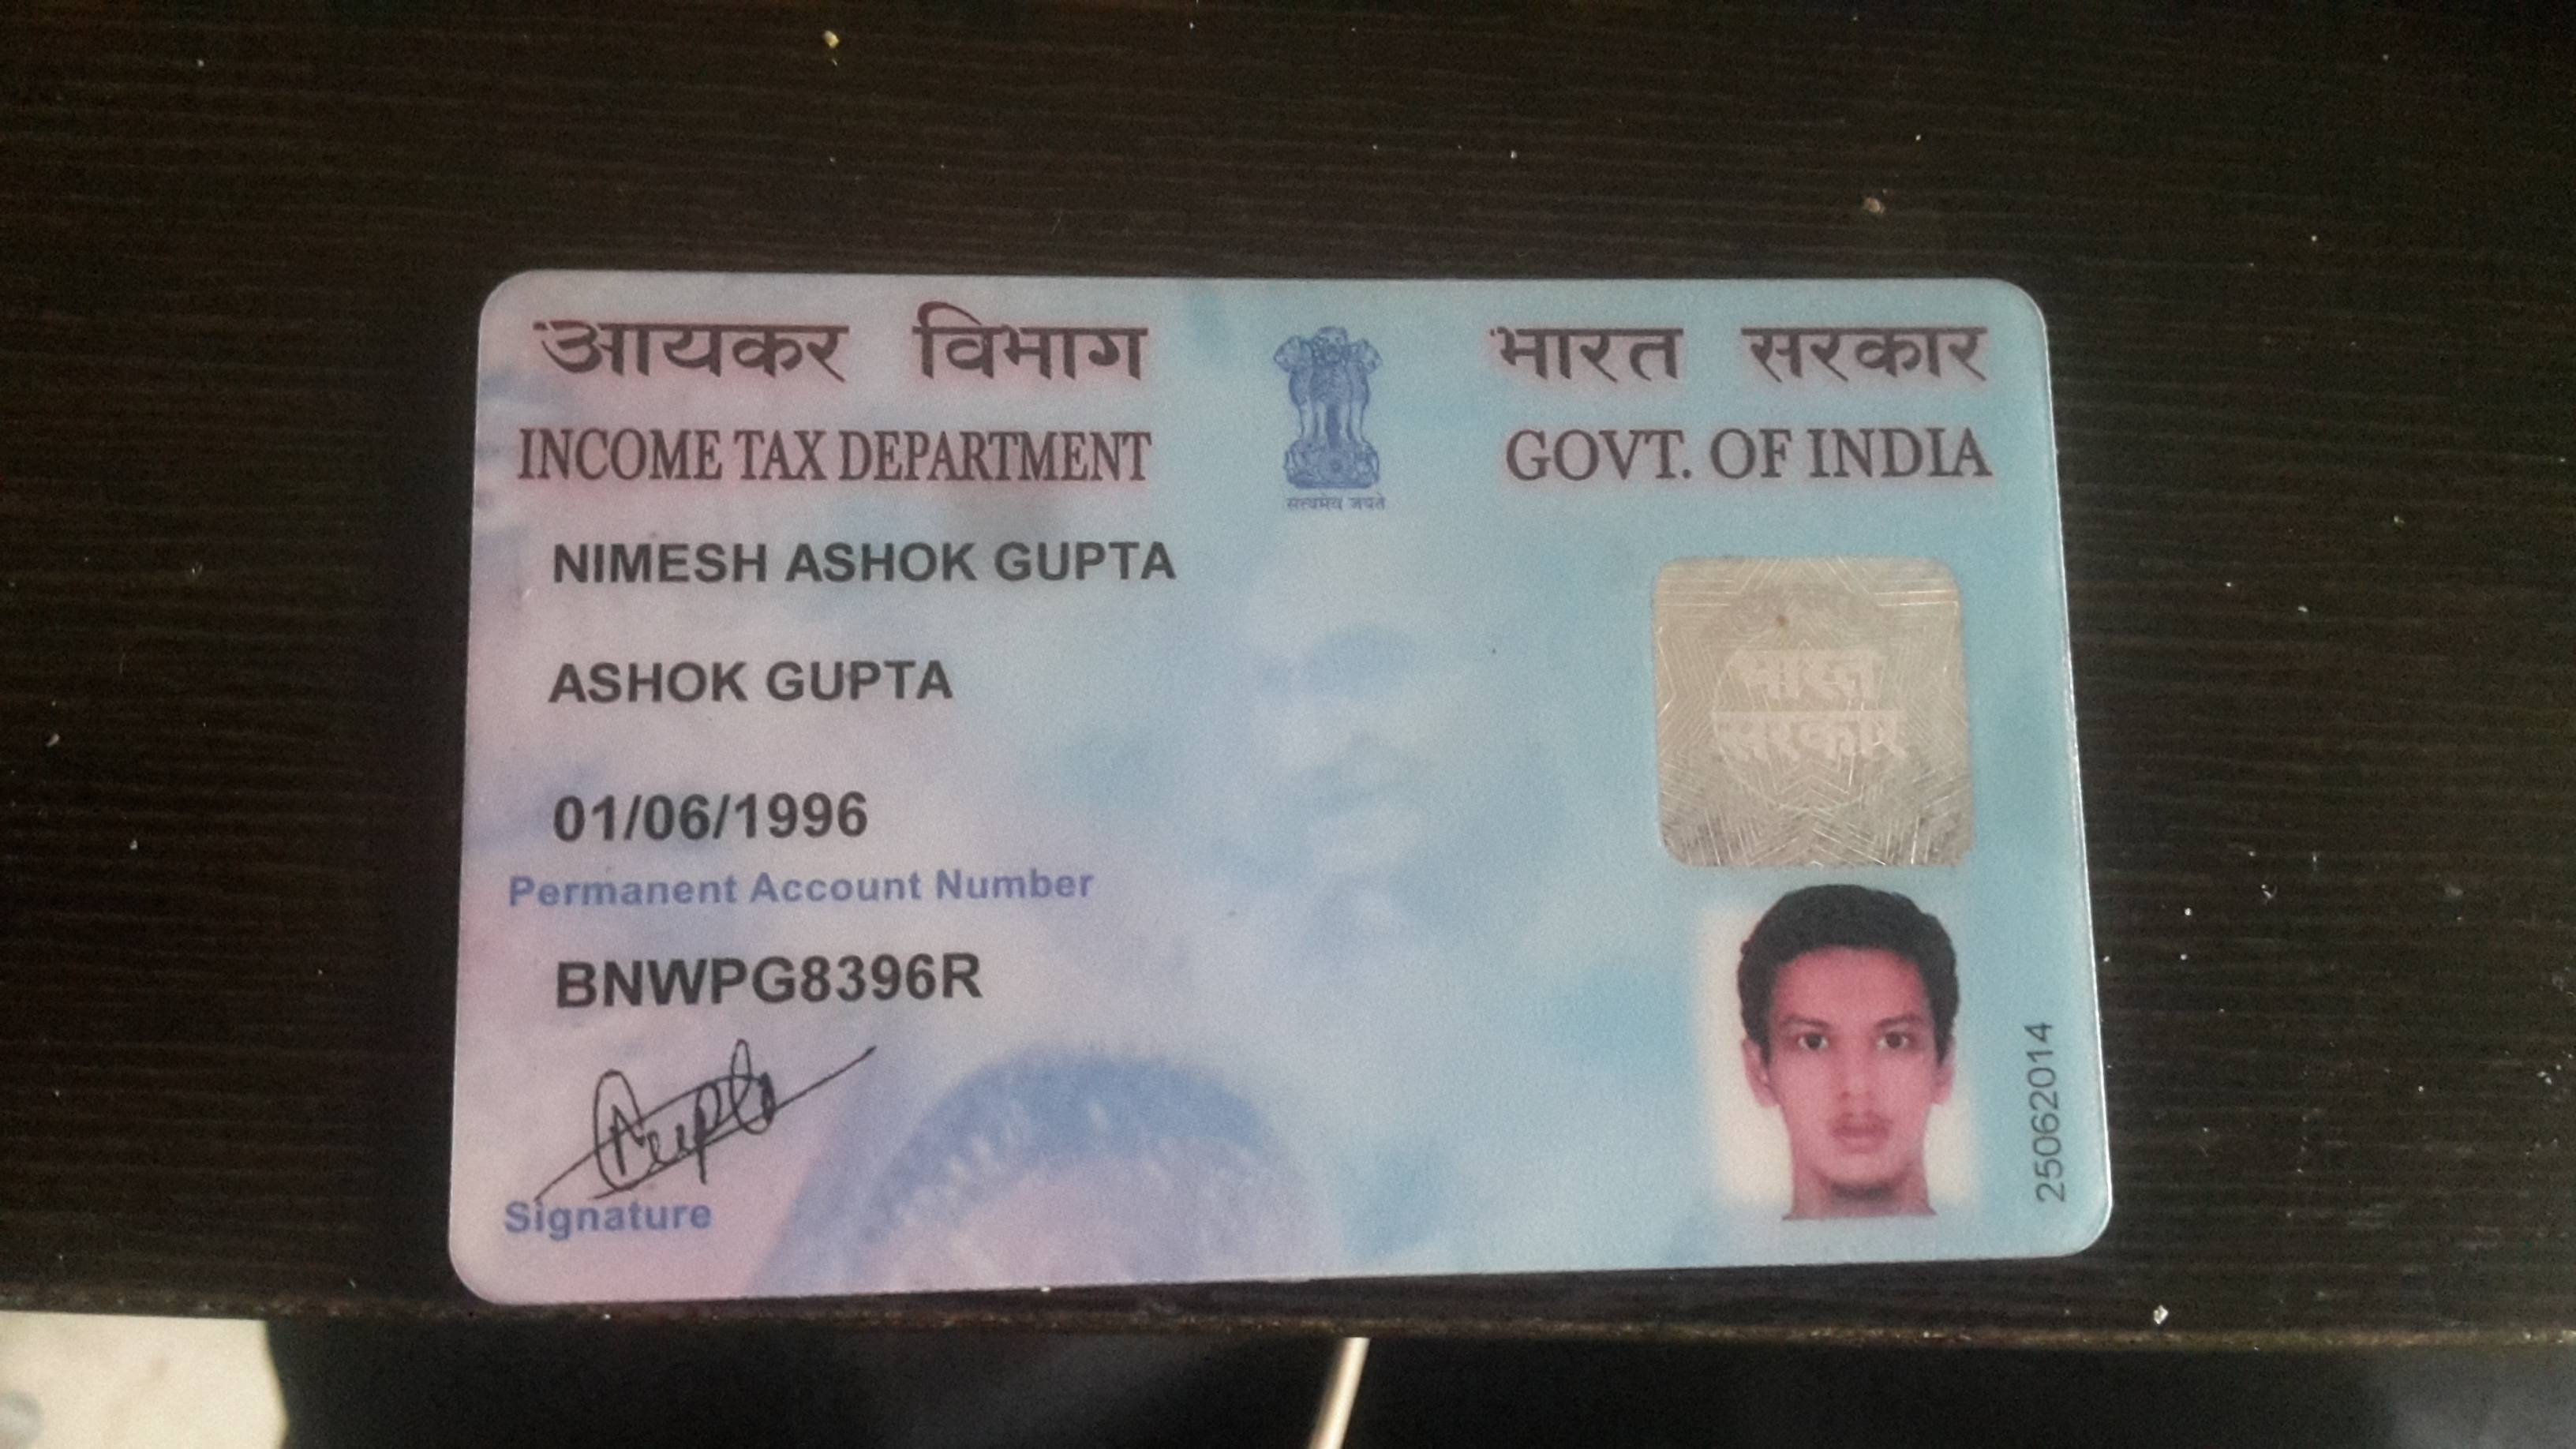 आयकर विभाग
INCOME TAX DEPARTMENT
सत्यमेव जयते
भारत सरकार
GOVT. OF INDIA
NIMESH ASHOK GUPTA
ASHOK GUPTA
01/06/1996
Permanent Account Number
BNWPG8396R
Gupta
Signature
भारत
सरकार
25062014